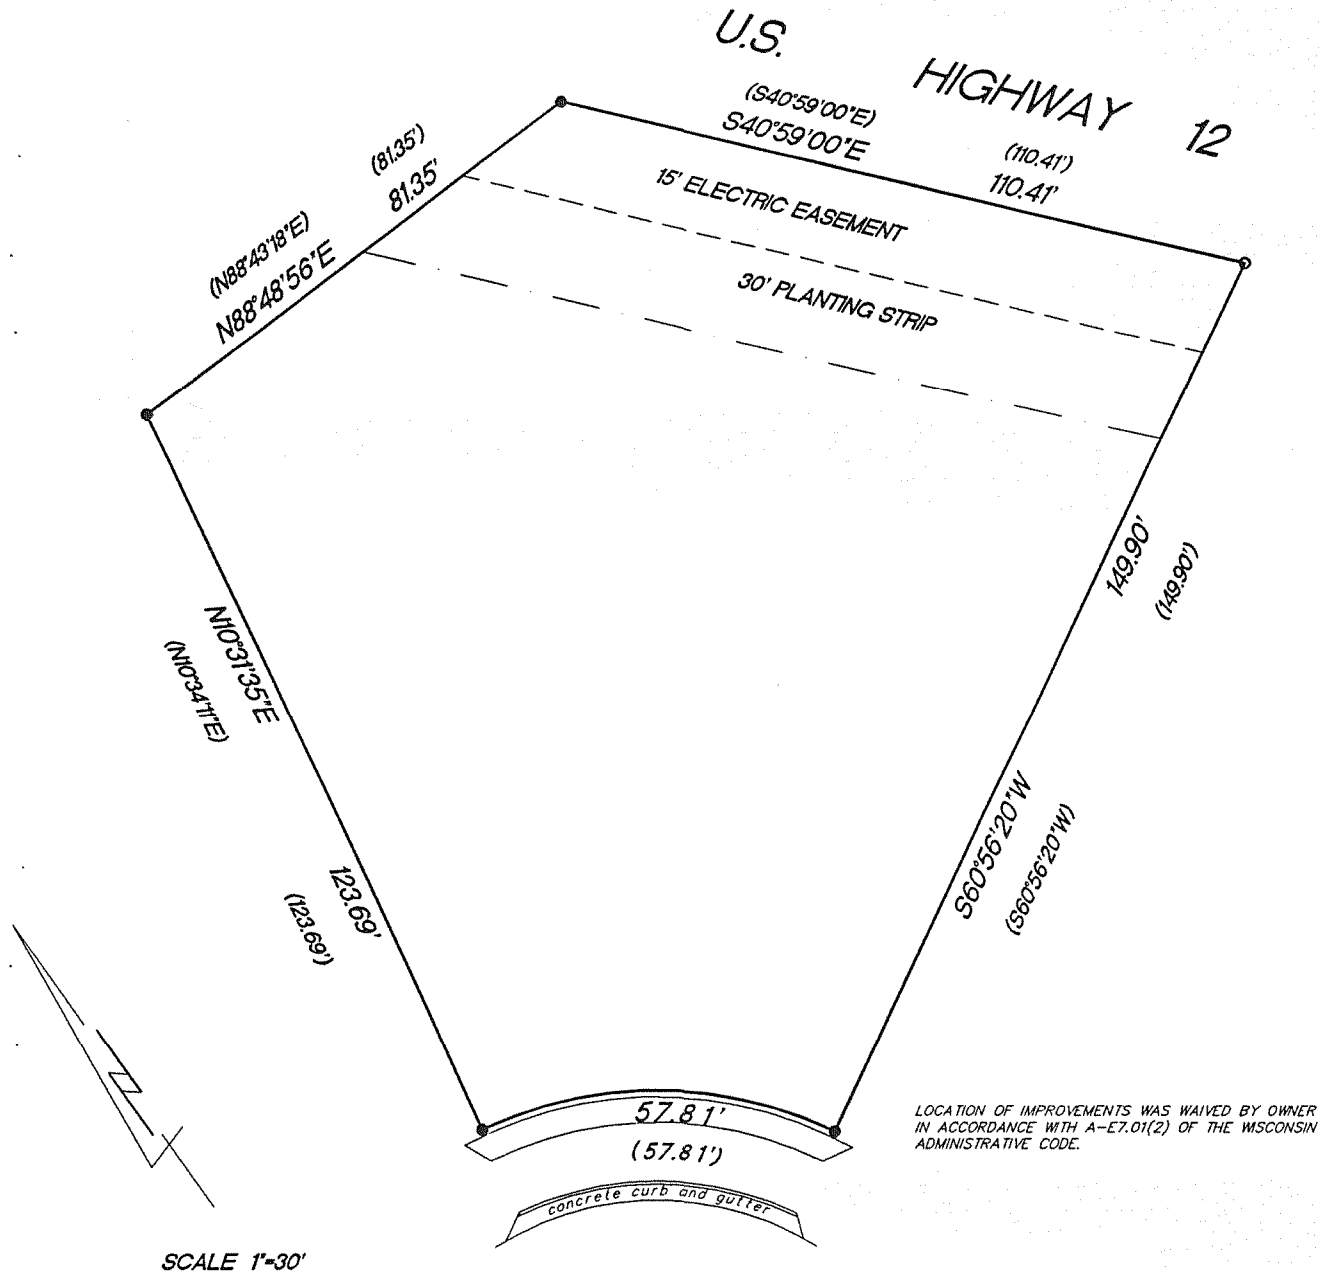 U.S. HIGHWAY 12
(S40°59'00"E)
S40°59'00"E
(110.41')
110.41'
(81.35')
81.35'
(N88°43'18"E)
N88°48'56"E
15' ELECTRIC EASEMENT
30' PLANTING STRIP
149.90'
(149.90')
N10°31'35"E
(N10°34'11"E)
S60°56'20"W
(S60°56'20"W)
123.69'
(123.69')
N
57.81'
(57.81')
concrete curb and gutter
LOCATION OF IMPROVEMENTS WAS WAIVED BY OWNER
IN ACCORDANCE WITH A-E7.01(2) OF THE WISCONSIN
ADMINISTRATIVE CODE.
SCALE 1"=30'